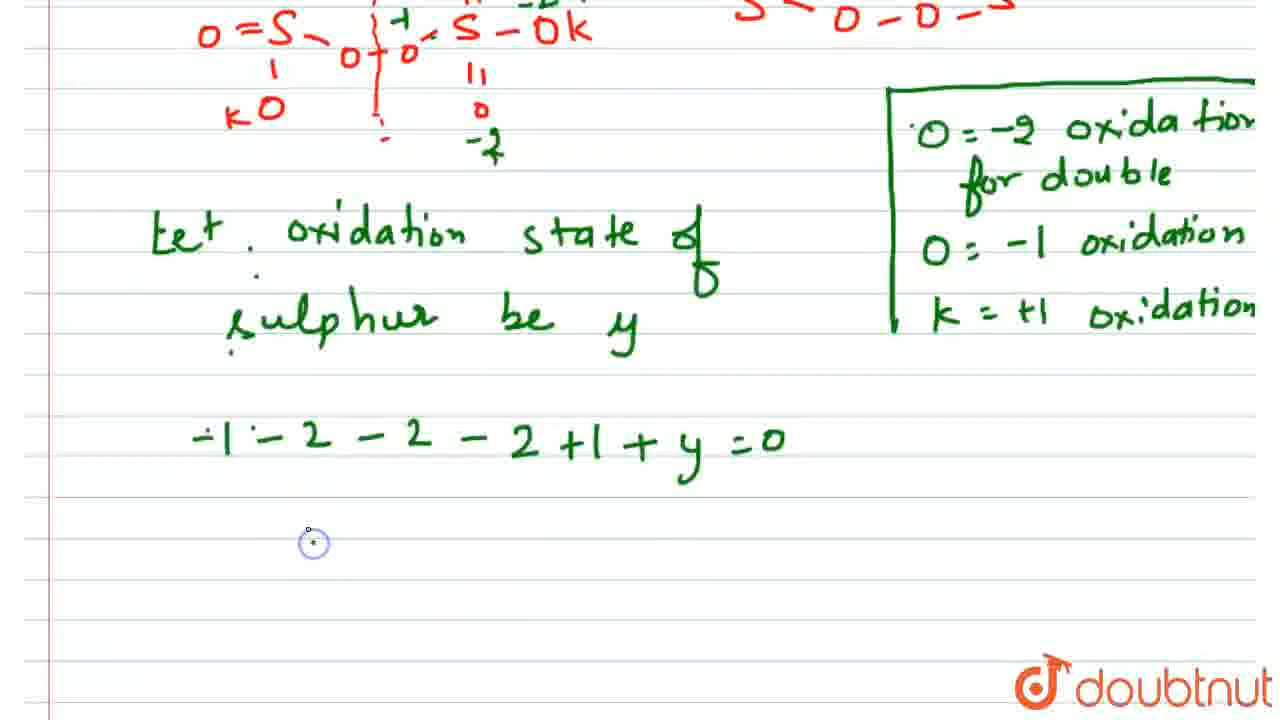 O = S - O + O - S - OK
-1
S - O - O - S
KO
O
-2
Let oxidation state of
sulphur be y
-1 - 2 - 2 - 2 + 1 + y = 0
O = -2 oxidation
for double
O = -1 oxidation
K = +1 oxidation
doubtnut